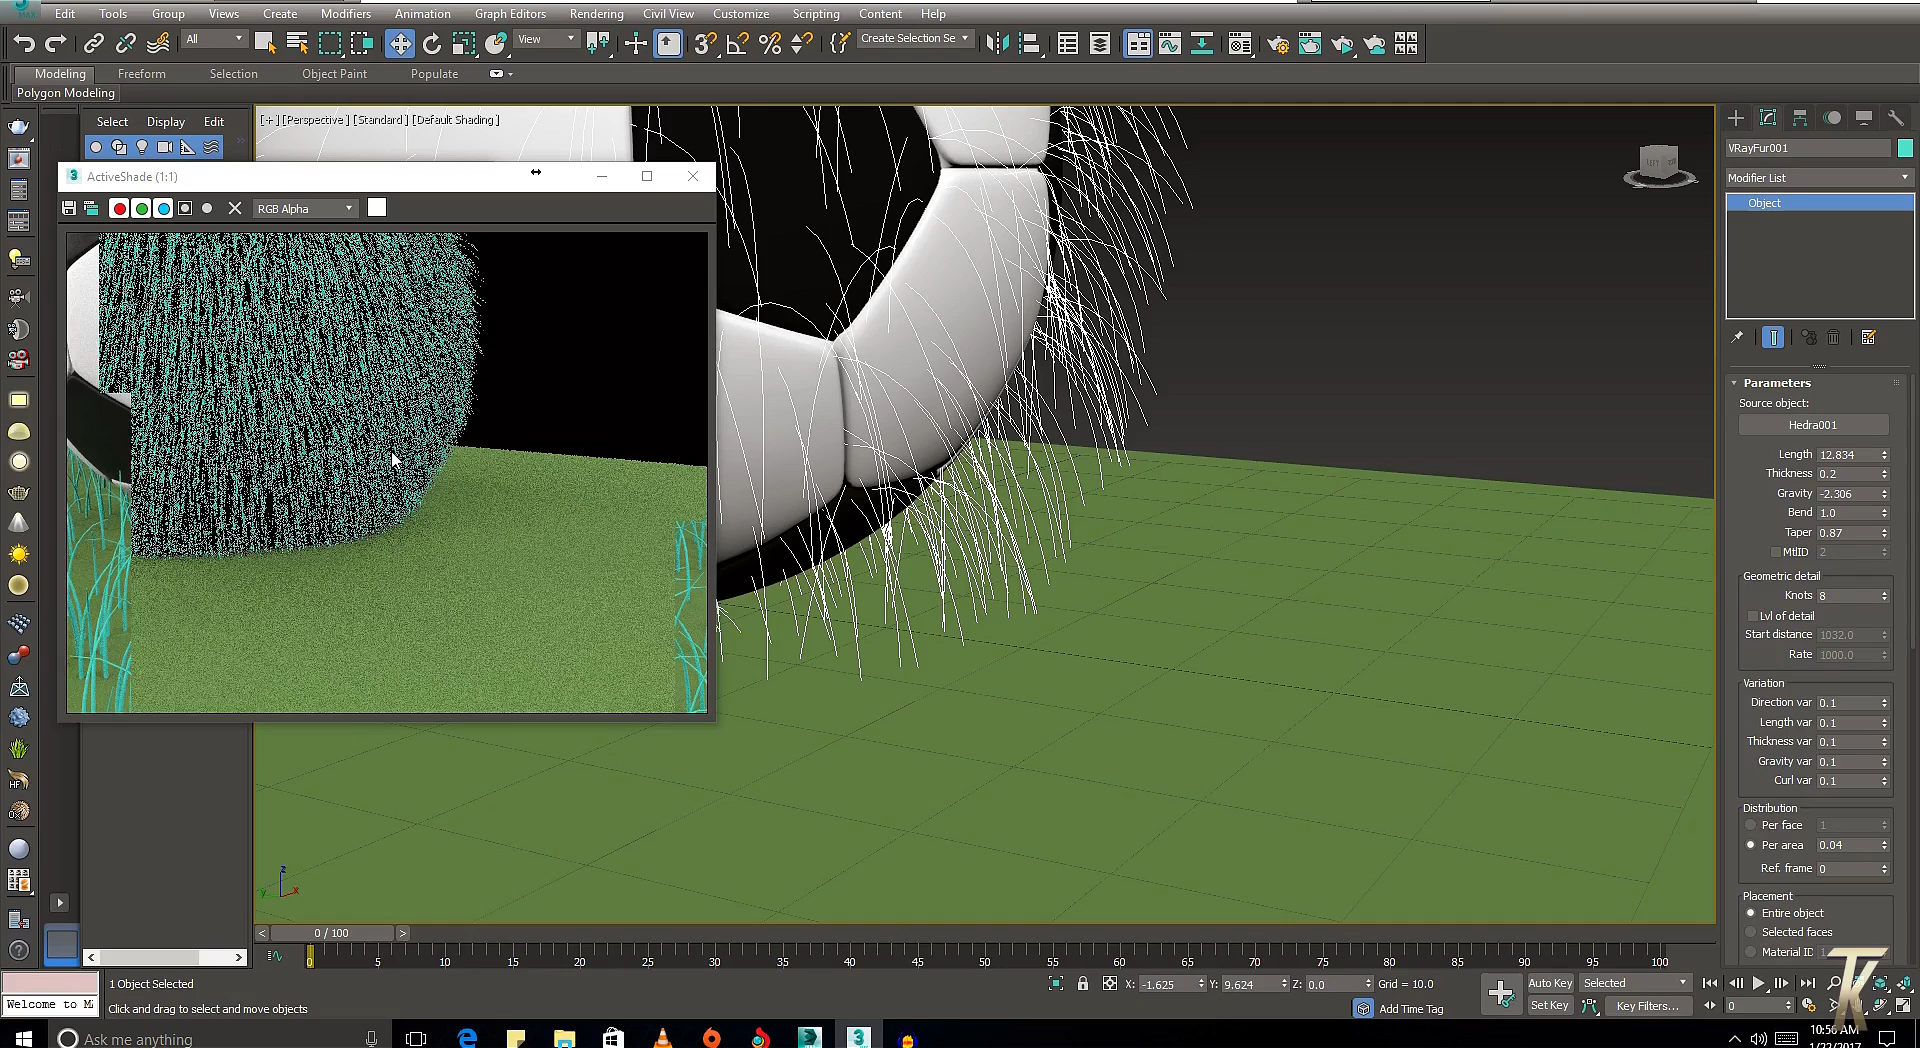 Edit Tools Group Views Create Modifiers Animation Graph Editors Rendering Civil View Customize Scripting Content Help
MAX
All
View
Create Selection Se
Modeling Freeform Selection Object Paint Populate
Polygon Modeling
Select Display Edit
[+] [Perspective] [Standard] [Default Shading]
ActiveShade (1:1)
RGB Alpha
VRayFur001
Modifier List
Object
Parameters
Source object:
Hedra001
Length 12.834
Thickness 0.2
Gravity -2.306
Bend 1.0
Taper 0.87
MtlID 2
Geometric detail
Knots 8
Lvl of detail
Start distance 1032.0
Rate 1000.0
Variation
Direction var 0.1
Length var 0.1
Thickness var 0.1
Gravity var 0.1
Curl var 0.1
Distribution
Per face 1
Per area 0.04
Ref. frame 0
Placement
Entire object
Selected faces
Material ID 1
LEFT
HF
z
y x
< 0 / 100 >
0 5 10 15 20 25 30 35 40 45 50 55 60 65 70 75 80 85 90 95 100
1 Object Selected
X: -1.625 Y: 9.624 Z: 0.0 Grid = 10.0
Auto Key Selected
Welcome to M
Click and drag to select and move objects
Add Time Tag
Set Key Key Filters...
0
TK
Ask me anything
10:56 AM
1/22/2017